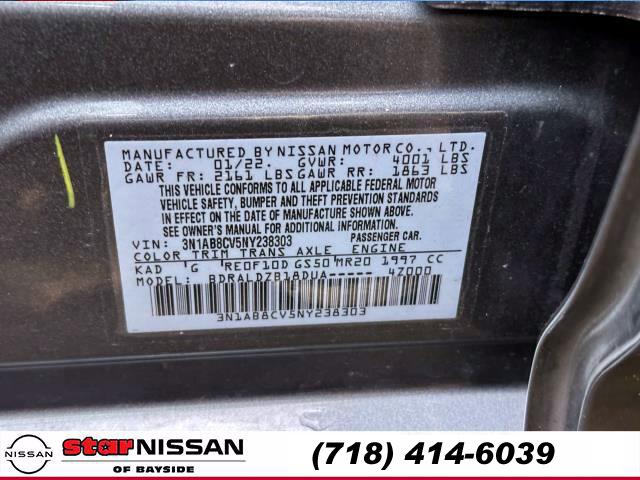 MANUFACTURED BY NISSAN MOTOR CO., LTD.
DATE: 01/22. GVWR: 4001 LBS
GAWR FR: 2161 LBS GAWR RR: 1863 LBS
THIS VEHICLE CONFORMS TO ALL APPLICABLE FEDERAL MOTOR
VEHICLE SAFETY, BUMPER AND THEFT PREVENTION STANDARDS
IN EFFECT ON THE DATE OF MANUFACTURE SHOWN ABOVE.
SEE OWNER'S MANUAL FOR ADDITIONAL INFORMATION.
VIN: 3N1AB8CV5NY238303 PASSENGER CAR.
COLOR TRIM TRANS AXLE ENGINE
KAD 'G 'RE0F10D GS50 MR20 1997 CC
MODEL: BDRALDZB18DUA----- 4Z000
3N1AB8CV5NY238303
NISSAN
star NISSAN
OF BAYSIDE
(718) 414-6039